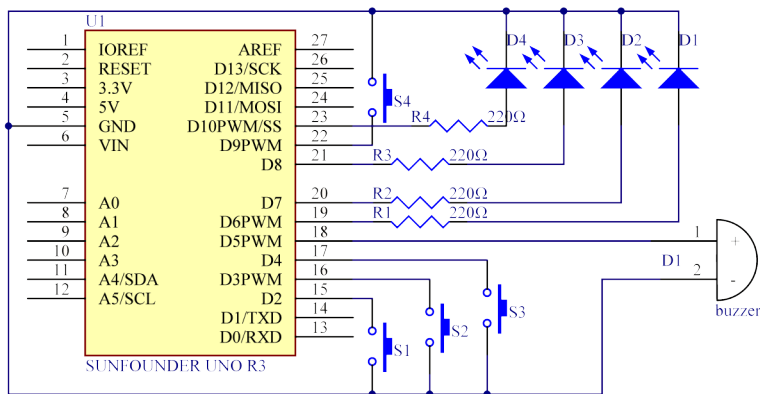 U1
1 IOREF AREF 27
2 RESET D13/SCK 26
3 3.3V D12/MISO 25
4 5V D11/MOSI 24
5 GND D10PWM/SS 23
6 VIN D9PWM 22
D8 21
7 A0 D7 20
8 A1 D6PWM 19
9 A2 D5PWM 18
10 A3 D4 17
11 A4/SDA D3PWM 16
12 A5/SCL D2 15
D1/TXD 14
D0/RXD 13
SUNFOUNDER UNO R3
D4 D3 D2 D1
S4
R4 220Ω
R3 220Ω
R2 220Ω
R1 220Ω
1 +
D1 2 -
buzzer
S1 S2 S3